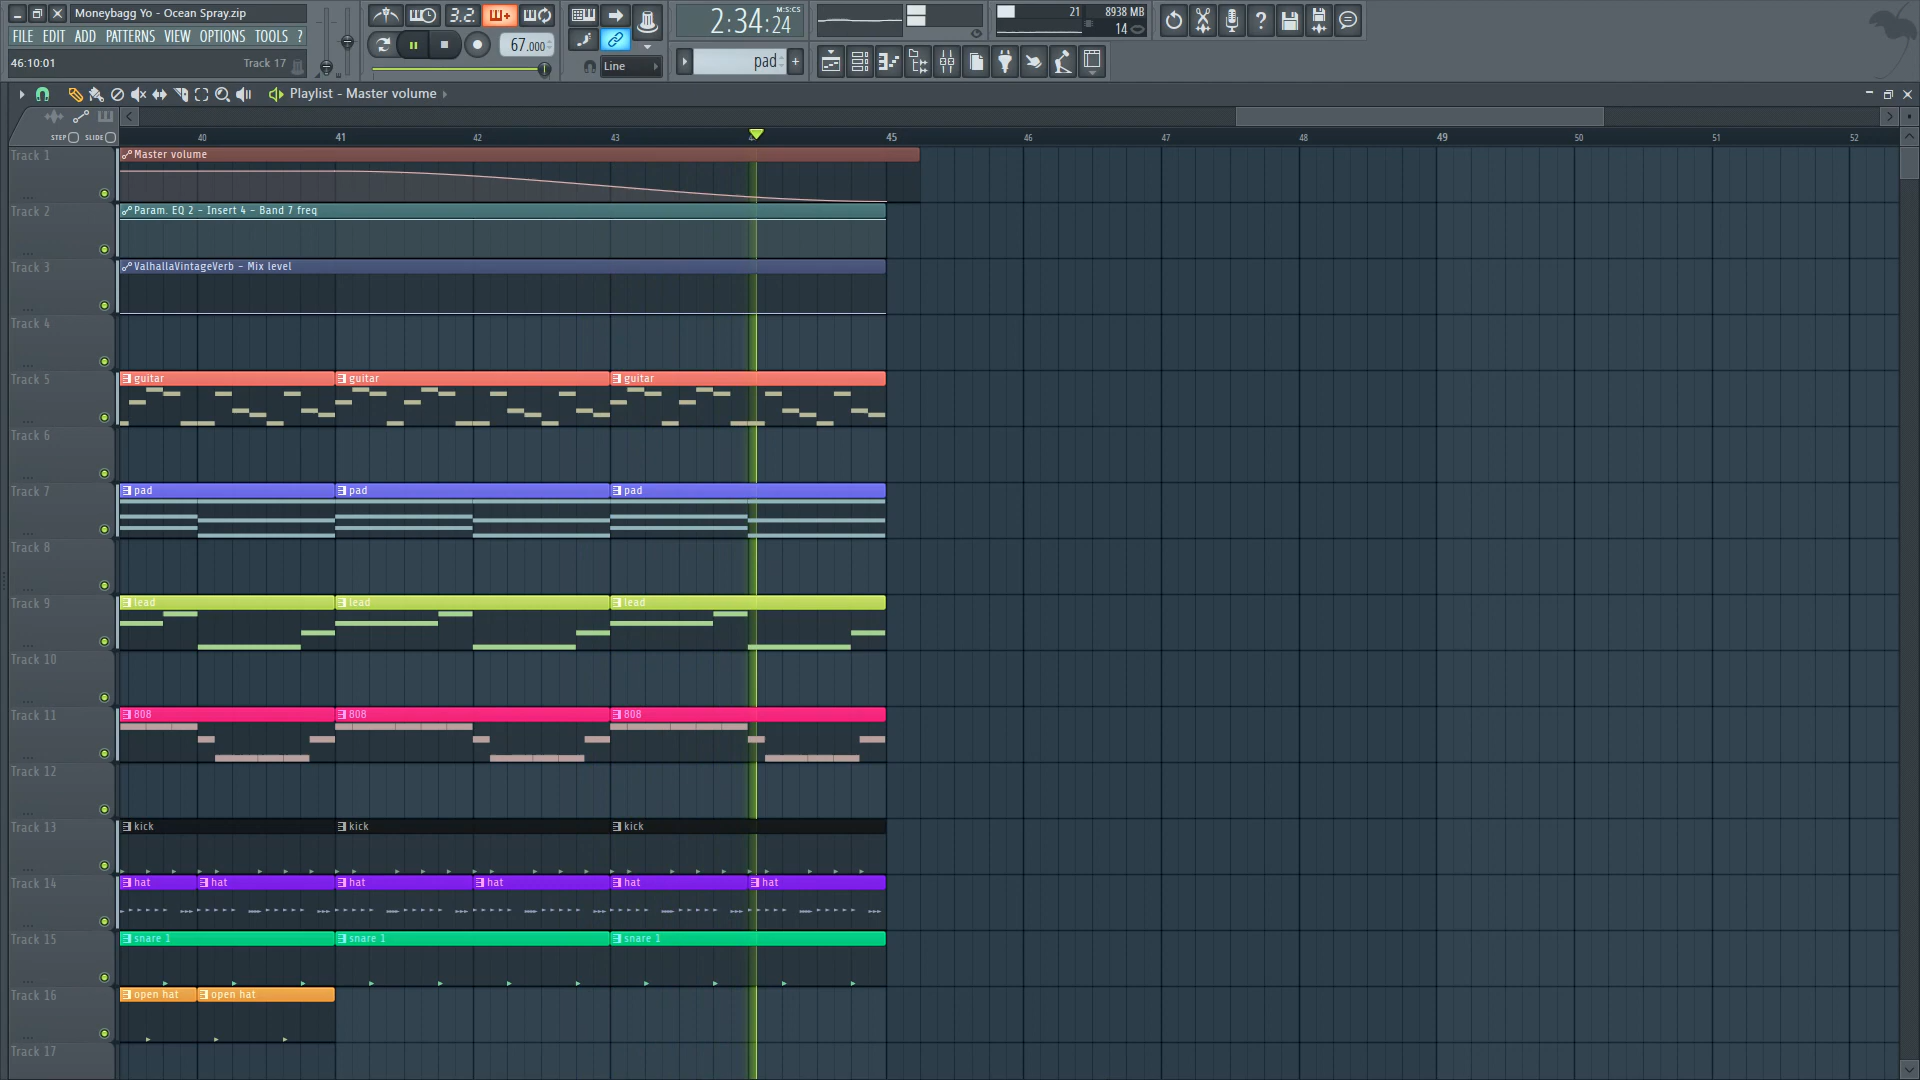 Moneybagg Yo - Ocean Spray.zip
FILE EDIT ADD PATTERNS VIEW OPTIONS TOOLS ?
46:10:01 Track 17
3.2.
67.000
Line
2:34:24
M:S:CS
pad
21 8938 MB
14
Playlist - Master volume
STEP SLIDE
40 41 42 43 45 46 47 48 49 50 51 52
Track 1
Master volume
Track 2
Param. EQ 2 - Insert 4 - Band 7 freq
Track 3
ValhallaVintageVerb - Mix level
Track 4
Track 5
guitar guitar guitar
Track 6
Track 7
pad pad pad
Track 8
Track 9
lead lead lead
Track 10
Track 11
808 808 808
Track 12
Track 13
kick kick kick
Track 14
hat hat hat hat hat hat
Track 15
snare 1 snare 1 snare 1
Track 16
open hat open hat
Track 17